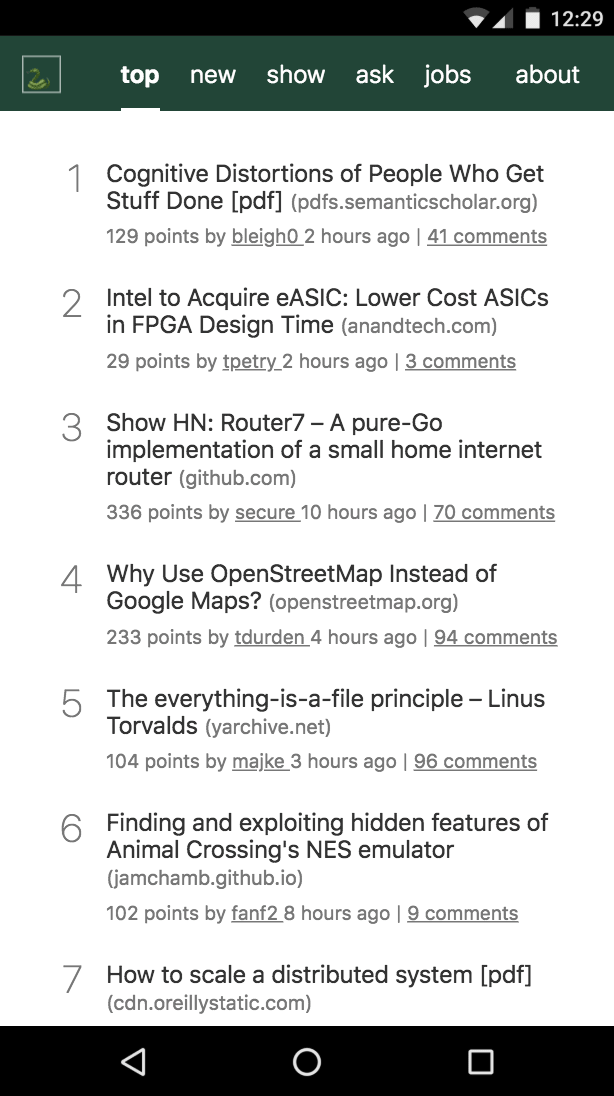 12:29
top new show ask jobs about
1 Cognitive Distortions of People Who Get
Stuff Done [pdf] (pdfs.semanticscholar.org)
129 points by bleigh0 2 hours ago | 41 comments
2 Intel to Acquire eASIC: Lower Cost ASICs
in FPGA Design Time (anandtech.com)
29 points by tpetry 2 hours ago | 3 comments
3 Show HN: Router7 – A pure-Go
implementation of a small home internet
router (github.com)
336 points by secure 10 hours ago | 70 comments
4 Why Use OpenStreetMap Instead of
Google Maps? (openstreetmap.org)
233 points by tdurden 4 hours ago | 94 comments
5 The everything-is-a-file principle – Linus
Torvalds (yarchive.net)
104 points by majke 3 hours ago | 96 comments
6 Finding and exploiting hidden features of
Animal Crossing's NES emulator
(jamchamb.github.io)
102 points by fanf2 8 hours ago | 9 comments
7 How to scale a distributed system [pdf]
(cdn.oreillystatic.com)